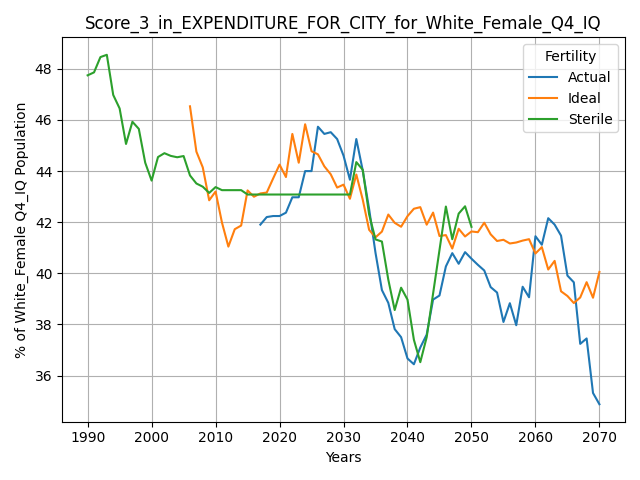 Score_3_in_EXPENDITURE_FOR_CITY_for_White_Female_Q4_IQ
Fertility
Actual
Ideal
Sterile
% of White_Female Q4_IQ Population
48
46
44
42
40
38
36
1990 2000 2010 2020 2030 2040 2050 2060 2070
Years